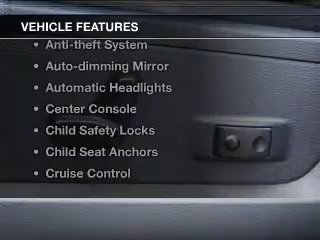 VEHICLE FEATURES
• Anti-theft System
• Auto-dimming Mirror
• Automatic Headlights
• Center Console
• Child Safety Locks
• Child Seat Anchors
• Cruise Control